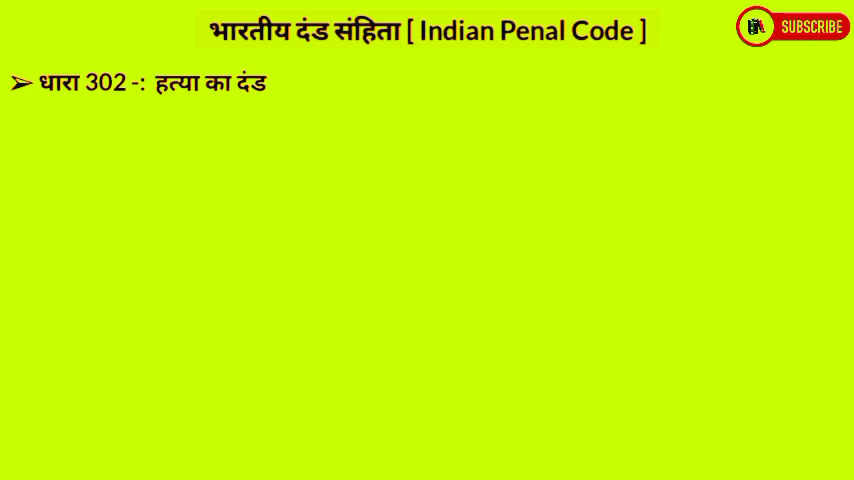 भारतीय दंड संहिता [ Indian Penal Code ]
SUBSCRIBE
➢ धारा 302 -: हत्या का दंड